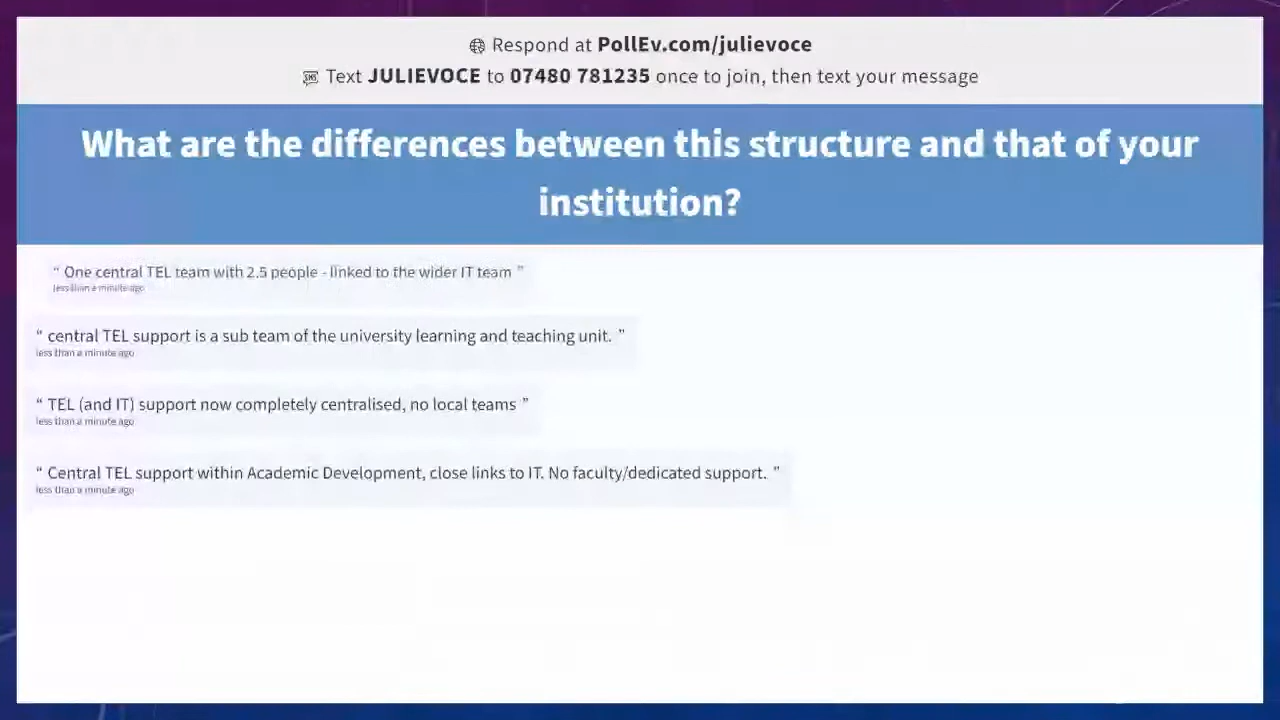 Respond at PollEv.com/julievoce
Text JULIEVOCE to 07480 781235 once to join, then text your message
What are the differences between this structure and that of your
institution?
“ One central TEL team with 2.5 people - linked to the wider IT team ”
less than a minute ago
“ central TEL support is a sub team of the university learning and teaching unit. ”
less than a minute ago
“ TEL (and IT) support now completely centralised, no local teams ”
less than a minute ago
“ Central TEL support within Academic Development, close links to IT. No faculty/dedicated support. ”
less than a minute ago